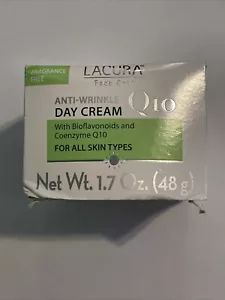 FRAGRANCE
FREE
LACURA
Face Care
ANTI-WRINKLE Q10
DAY CREAM
With Bioflavonoids and
Coenzyme Q10
FOR ALL SKIN TYPES
Net Wt. 1.7 Oz. (48 g)